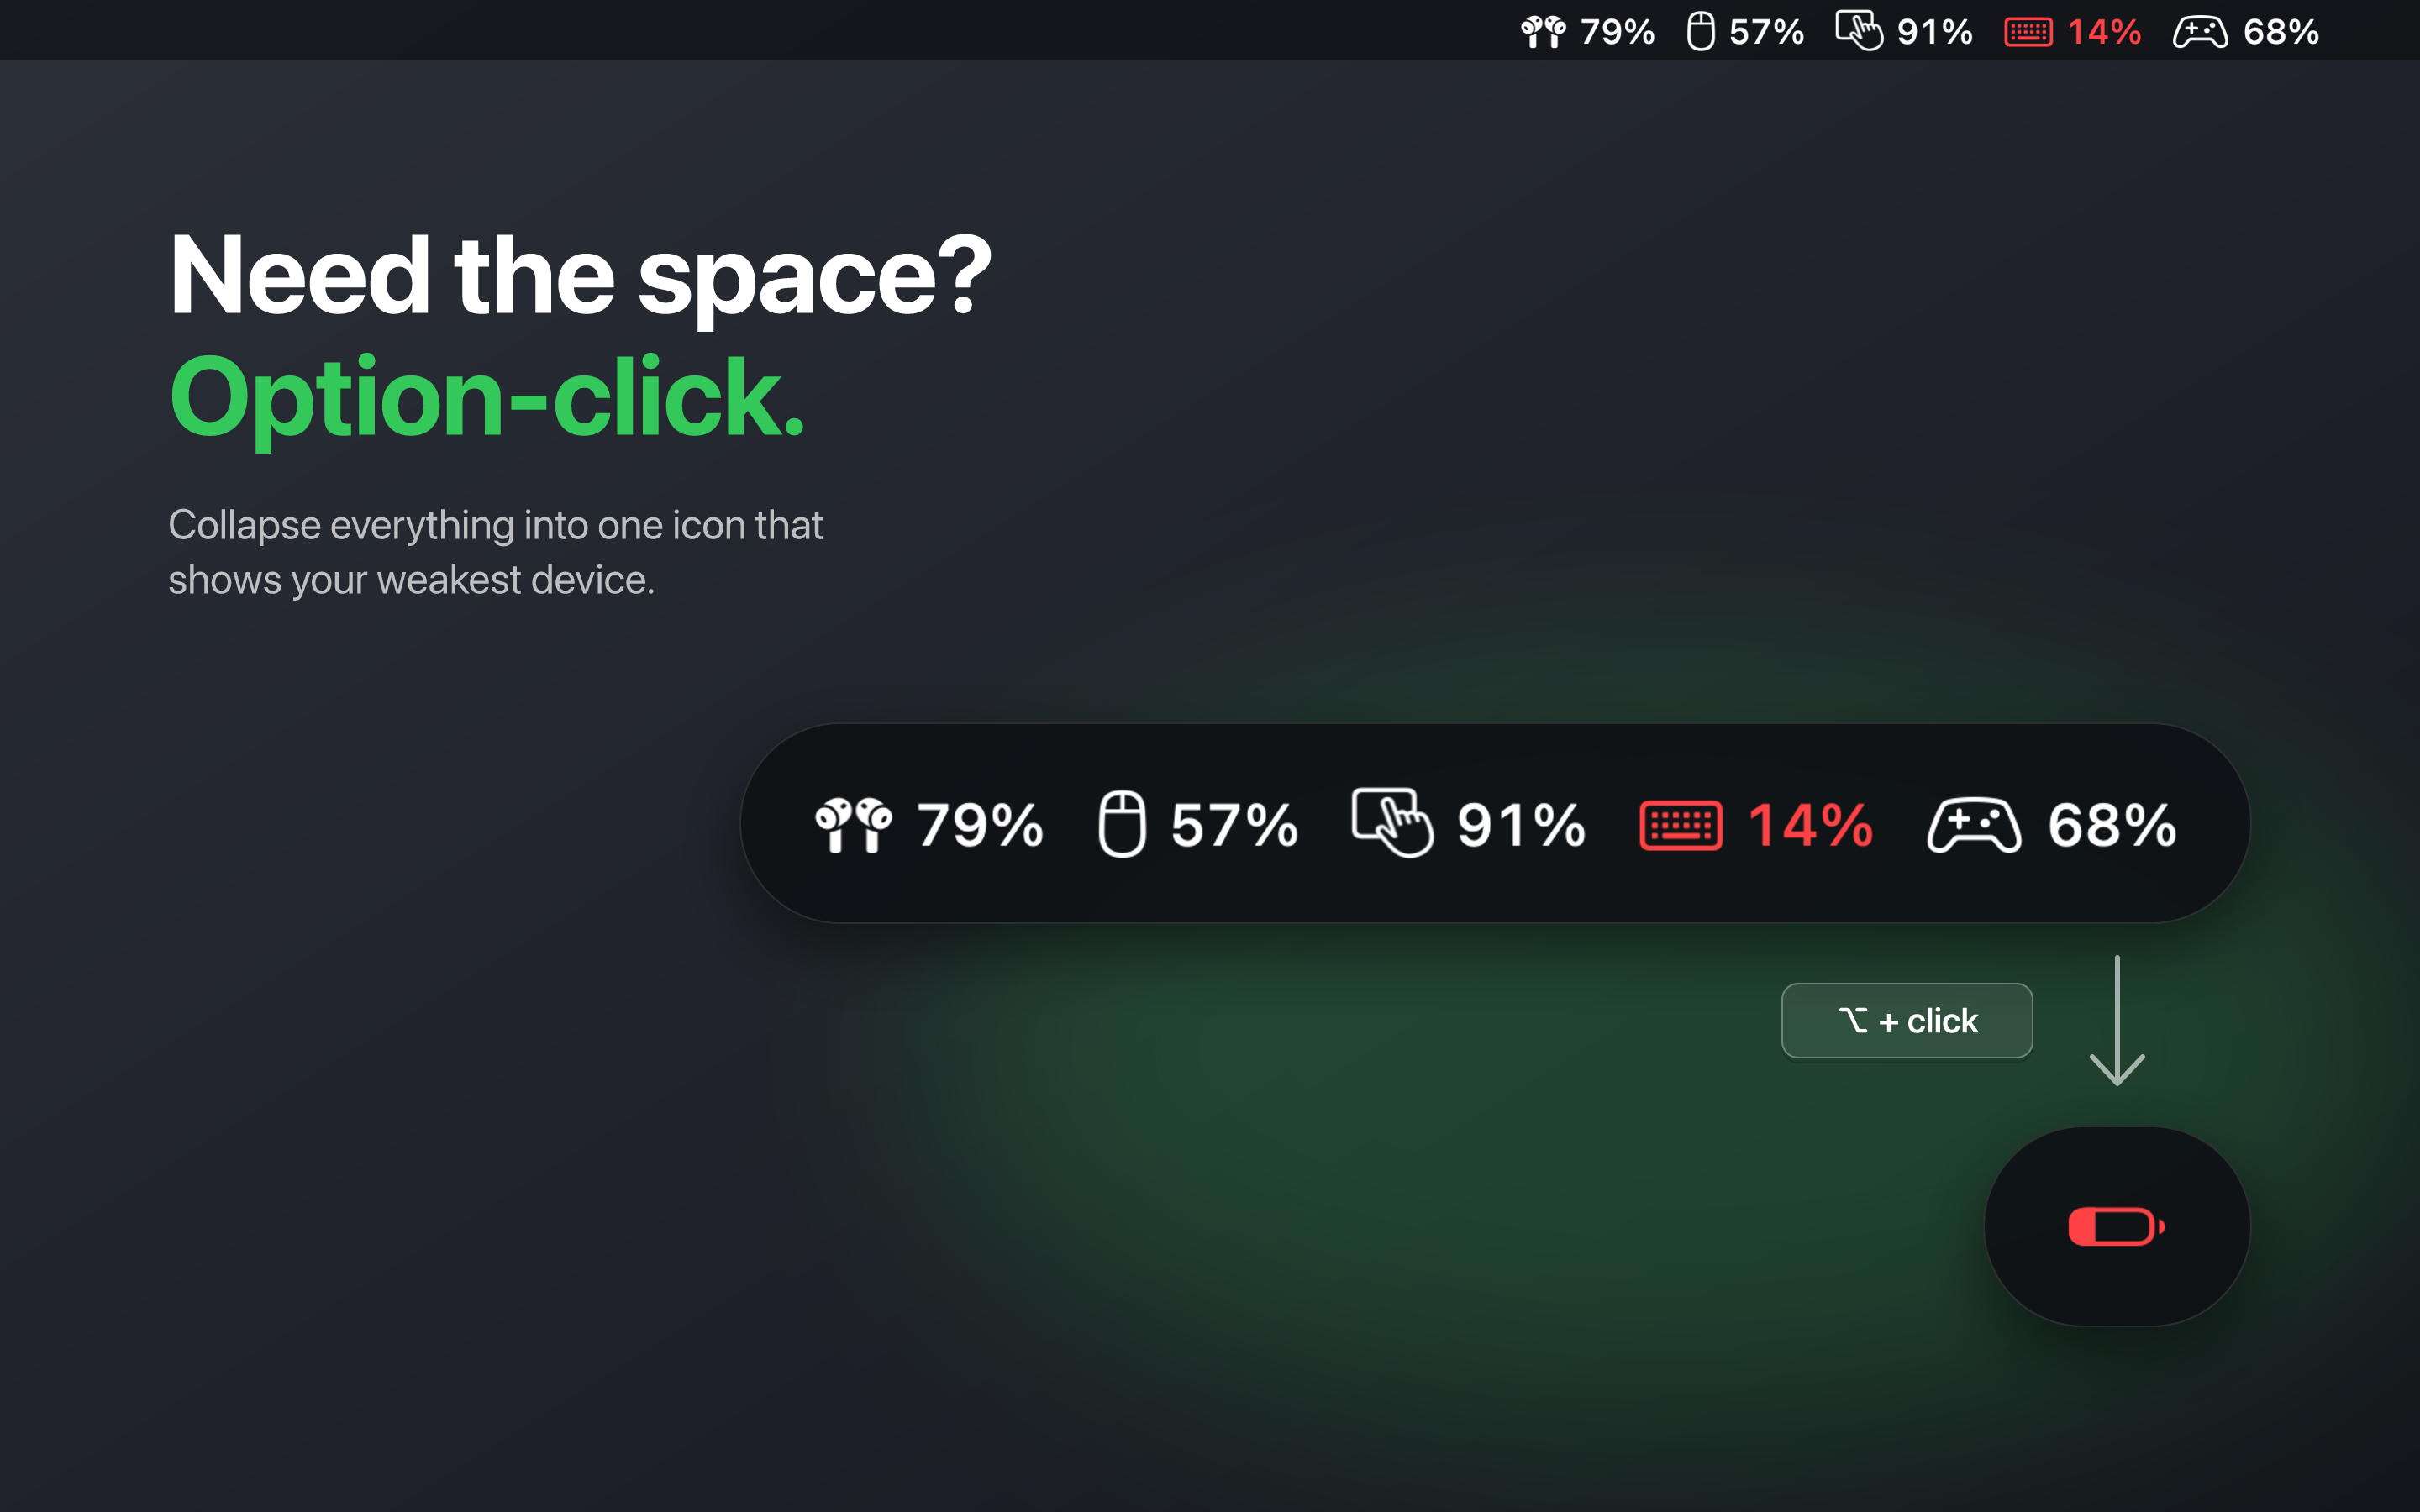 79% 57% 91% 14% 68%
Need the space?
Option-click.
Collapse everything into one icon that
shows your weakest device.
79% 57% 91% 14% 68%
⌥ + click